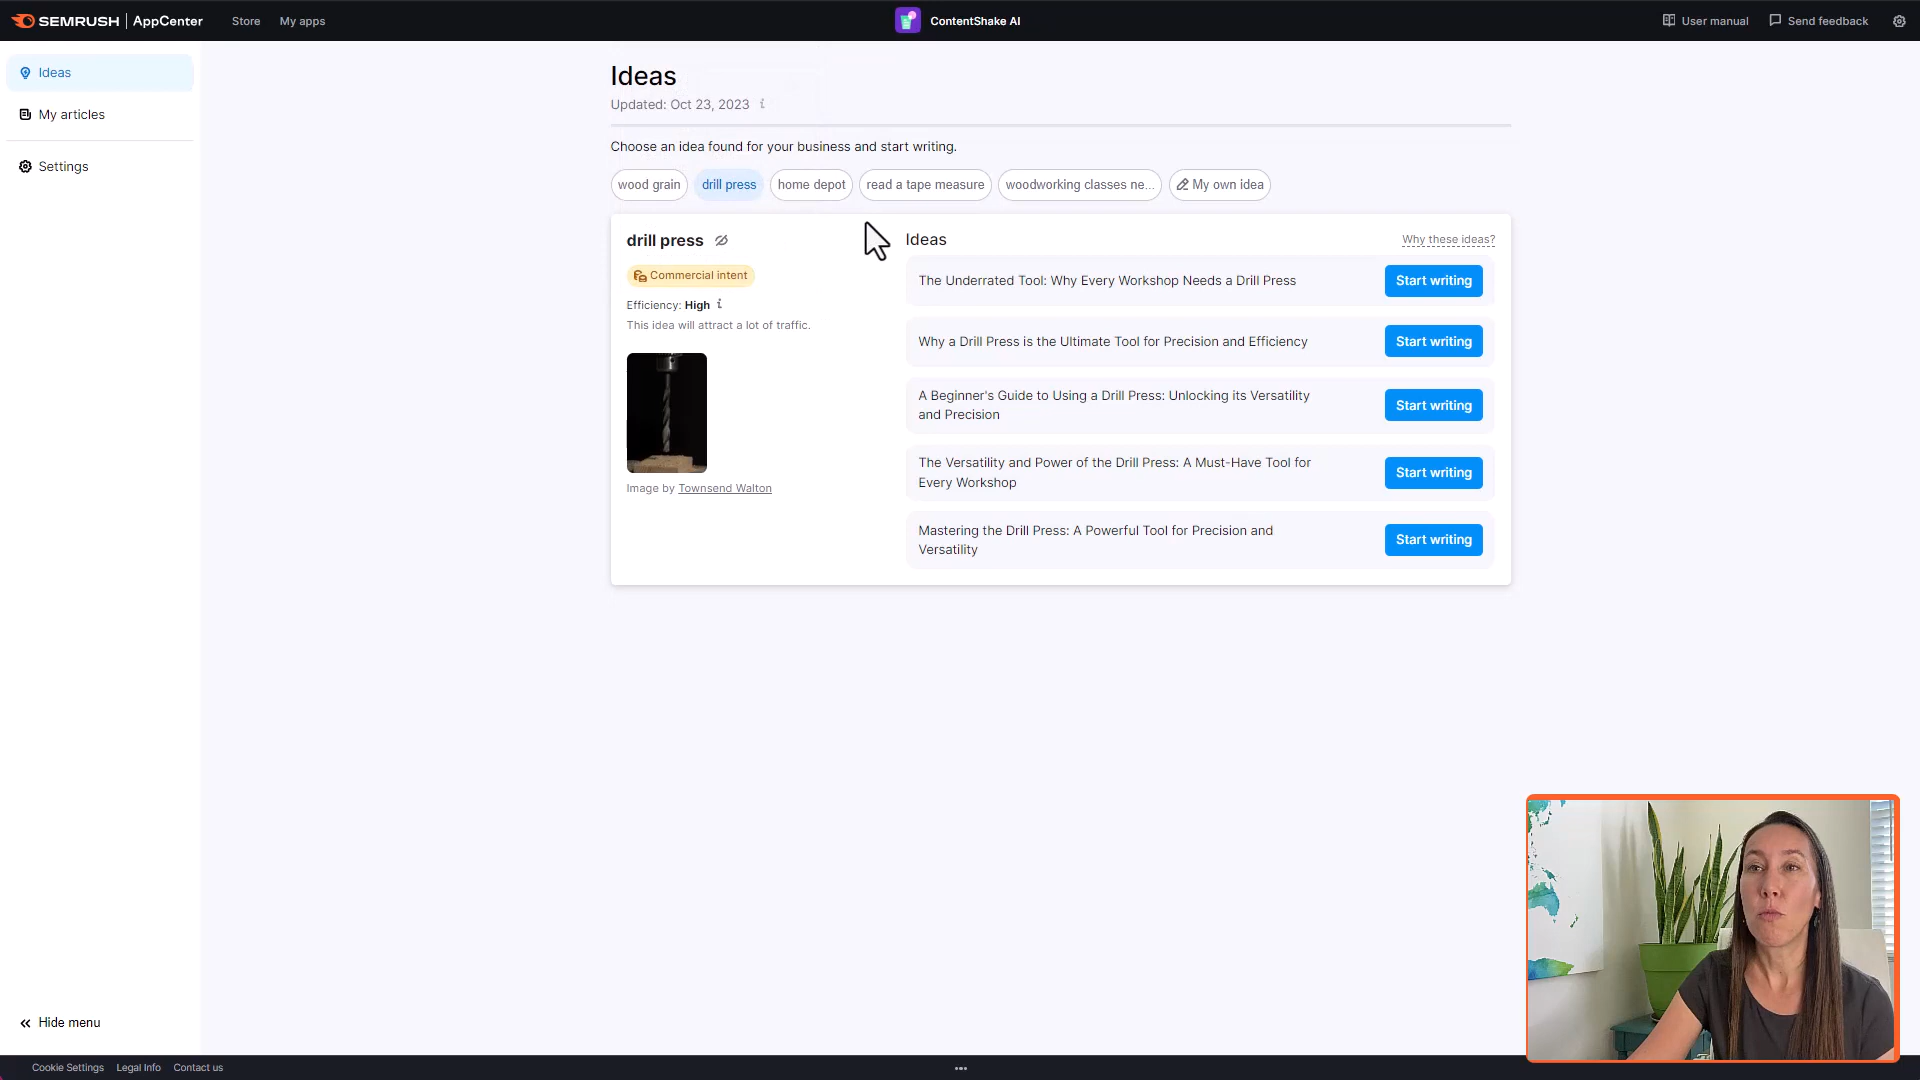 SEMRUSH | AppCenter Store My apps
ContentShake AI
User manual
Send feedback
Ideas
My articles
Settings
Ideas
Updated: Oct 23, 2023 i
Choose an idea found for your business and start writing.
wood grain
drill press
home depot
read a tape measure
woodworking classes ne...
My own idea
drill press
Commercial intent
Efficiency: High i
This idea will attract a lot of traffic.
Image by Townsend Walton
Ideas
Why these ideas?
The Underrated Tool: Why Every Workshop Needs a Drill Press
Start writing
Why a Drill Press is the Ultimate Tool for Precision and Efficiency
Start writing
A Beginner's Guide to Using a Drill Press: Unlocking its Versatility
and Precision
Start writing
The Versatility and Power of the Drill Press: A Must-Have Tool for
Every Workshop
Start writing
Mastering the Drill Press: A Powerful Tool for Precision and
Versatility
Start writing
Hide menu
Cookie Settings Legal Info Contact us